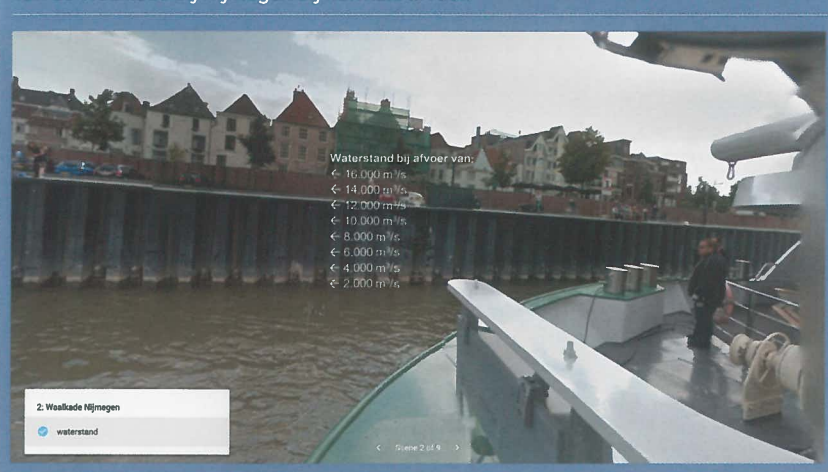 Waterstand bij afvoer van:
← 16.000 m³/s
← 14.000 m³/s
← 12.000 m³/s
← 10.000 m³/s
← 8.000 m³/s
← 6.000 m³/s
← 4.000 m³/s
← 2.000 m³/s
2: Waalkade Nijmegen
waterstand
< Scene 2 of 9 >